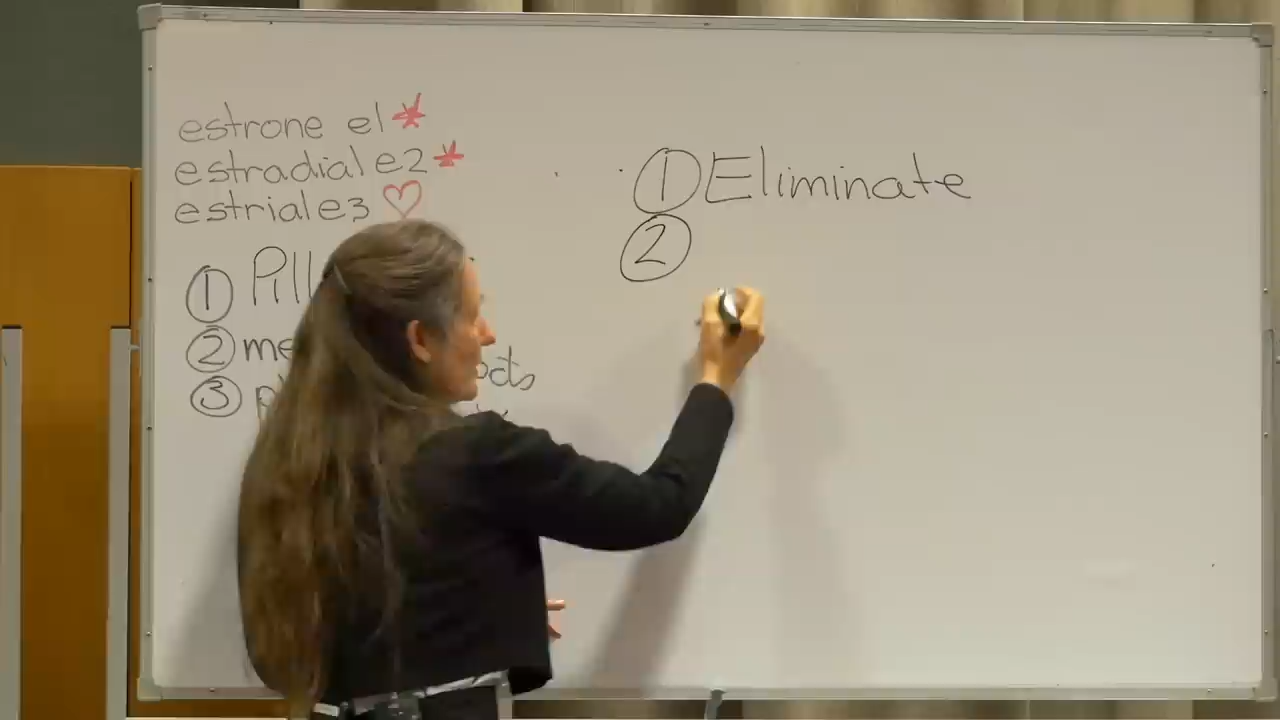 estrone e1 *
estradial e2 *
estrial e3 ♡
① Pill
② me
③ p
① Eliminate
②